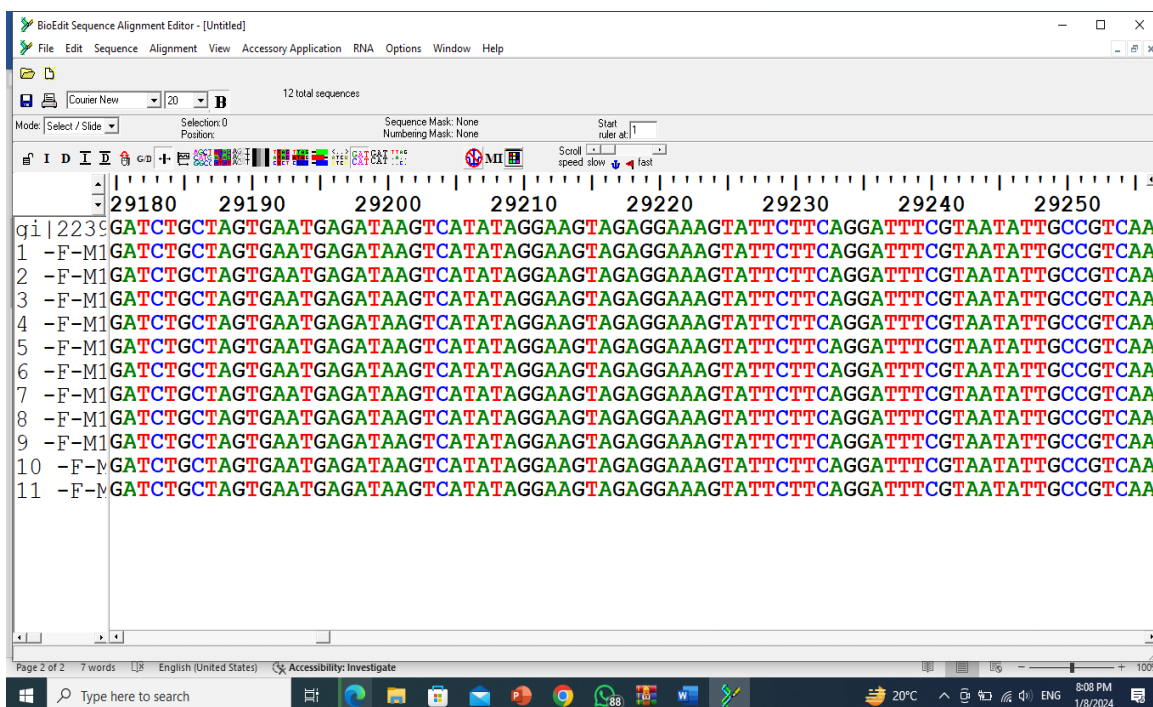 BioEdit Sequence Alignment Editor - [Untitled]
File Edit Sequence Alignment View Accessory Application RNA Options Window Help
Courier New 20 B 12 total sequences
Mode: Select / Slide Selection: 0 Position: Sequence Mask: None Numbering Mask: None Start ruler at: 1
I D I D G/D MI Scroll speed slow fast
29180 29190 29200 29210 29220 29230 29240 29250
gi|2239 GATCTGCTAGTGAATGAGATAAGTCATATAGGAAGTAGAGGAAAGTATTCTTCAGGATTTCGTAATATTGCCGTCAA
1 -F-M1 GATCTGCTAGTGAATGAGATAAGTCATATAGGAAGTAGAGGAAAGTATTCTTCAGGATTTCGTAATATTGCCGTCAA
2 -F-M1 GATCTGCTAGTGAATGAGATAAGTCATATAGGAAGTAGAGGAAAGTATTCTTCAGGATTTCGTAATATTGCCGTCAA
3 -F-M1 GATCTGCTAGTGAATGAGATAAGTCATATAGGAAGTAGAGGAAAGTATTCTTCAGGATTTCGTAATATTGCCGTCAA
4 -F-M1 GATCTGCTAGTGAATGAGATAAGTCATATAGGAAGTAGAGGAAAGTATTCTTCAGGATTTCGTAATATTGCCGTCAA
5 -F-M1 GATCTGCTAGTGAATGAGATAAGTCATATAGGAAGTAGAGGAAAGTATTCTTCAGGATTTCGTAATATTGCCGTCAA
6 -F-M1 GATCTGCTAGTGAATGAGATAAGTCATATAGGAAGTAGAGGAAAGTATTCTTCAGGATTTCGTAATATTGCCGTCAA
7 -F-M1 GATCTGCTAGTGAATGAGATAAGTCATATAGGAAGTAGAGGAAAGTATTCTTCAGGATTTCGTAATATTGCCGTCAA
8 -F-M1 GATCTGCTAGTGAATGAGATAAGTCATATAGGAAGTAGAGGAAAGTATTCTTCAGGATTTCGTAATATTGCCGTCAA
9 -F-M1 GATCTGCTAGTGAATGAGATAAGTCATATAGGAAGTAGAGGAAAGTATTCTTCAGGATTTCGTAATATTGCCGTCAA
10 -F-M GATCTGCTAGTGAATGAGATAAGTCATATAGGAAGTAGAGGAAAGTATTCTTCAGGATTTCGTAATATTGCCGTCAA
11 -F-M GATCTGCTAGTGAATGAGATAAGTCATATAGGAAGTAGAGGAAAGTATTCTTCAGGATTTCGTAATATTGCCGTCAA
Page 2 of 2 7 words English (United States) Accessibility: Investigate 100%
Type here to search 88 20°C ENG 8:08 PM
1/8/2024